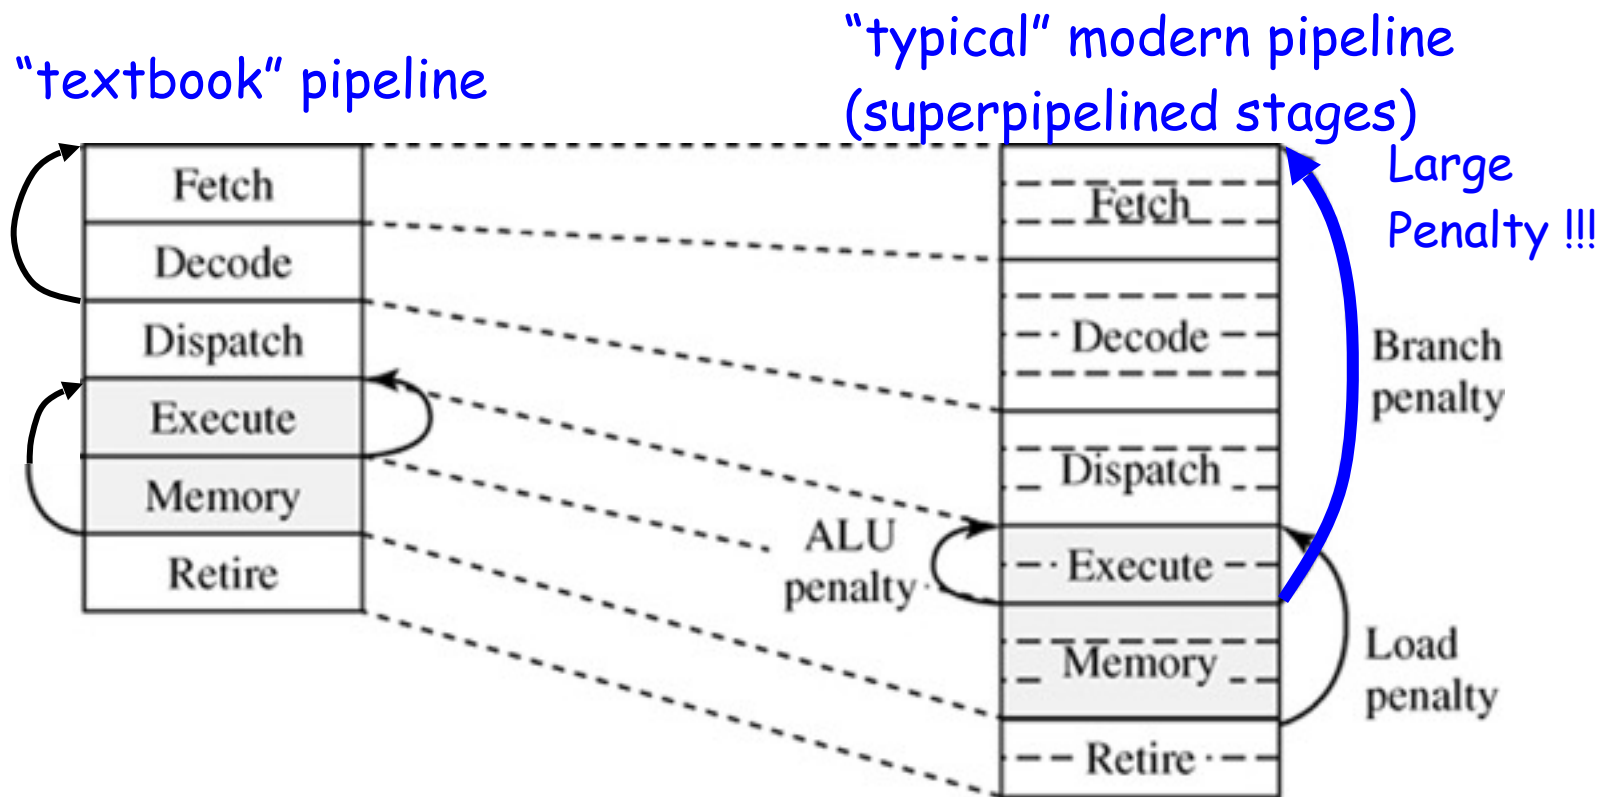 “textbook” pipeline
“typical” modern pipeline
(superpipelined stages)
Fetch
Decode
Dispatch
Execute
Memory
Retire
Fetch
Decode
Dispatch
Execute
Memory
Retire
Large
Penalty !!!
Branch
penalty
ALU
penalty
Load
penalty